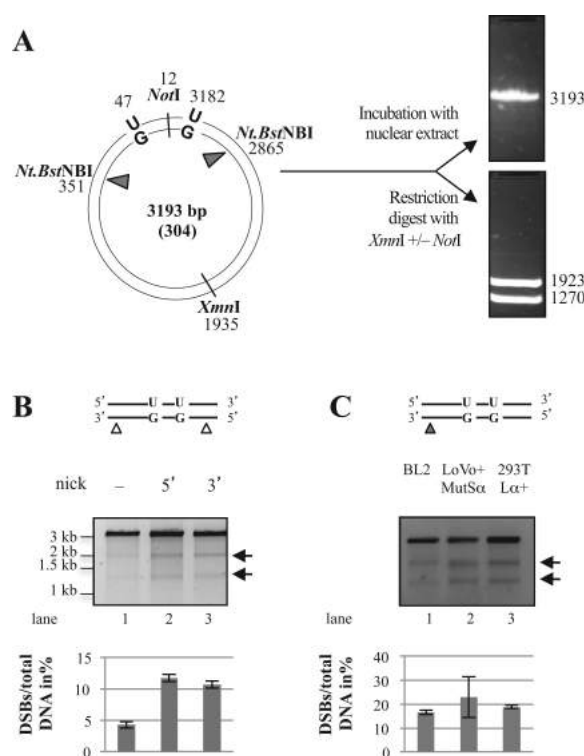 A
12
47
NotI
3182
U
U
G
G
Nt.BstNBI
2865
Nt.BstNBI
351
3193 bp
(304)
XmnI
1935
Incubation with
nuclear extract
Restriction
digest with
XmnI +/– NotI
3193
1923
1270
B
5' U U 3'
3' G G 5'
nick – 5' 3'
3 kb
2 kb
1.5 kb
1 kb
lane 1 2 3
DSBs/total
DNA in%
15
10
5
0
C
5' U U 3'
3' G G 5'
BL2 LoVo+ 293T
MutSα Lα+
lane 1 2 3
DSBs/total
DNA in%
40
30
20
10
0